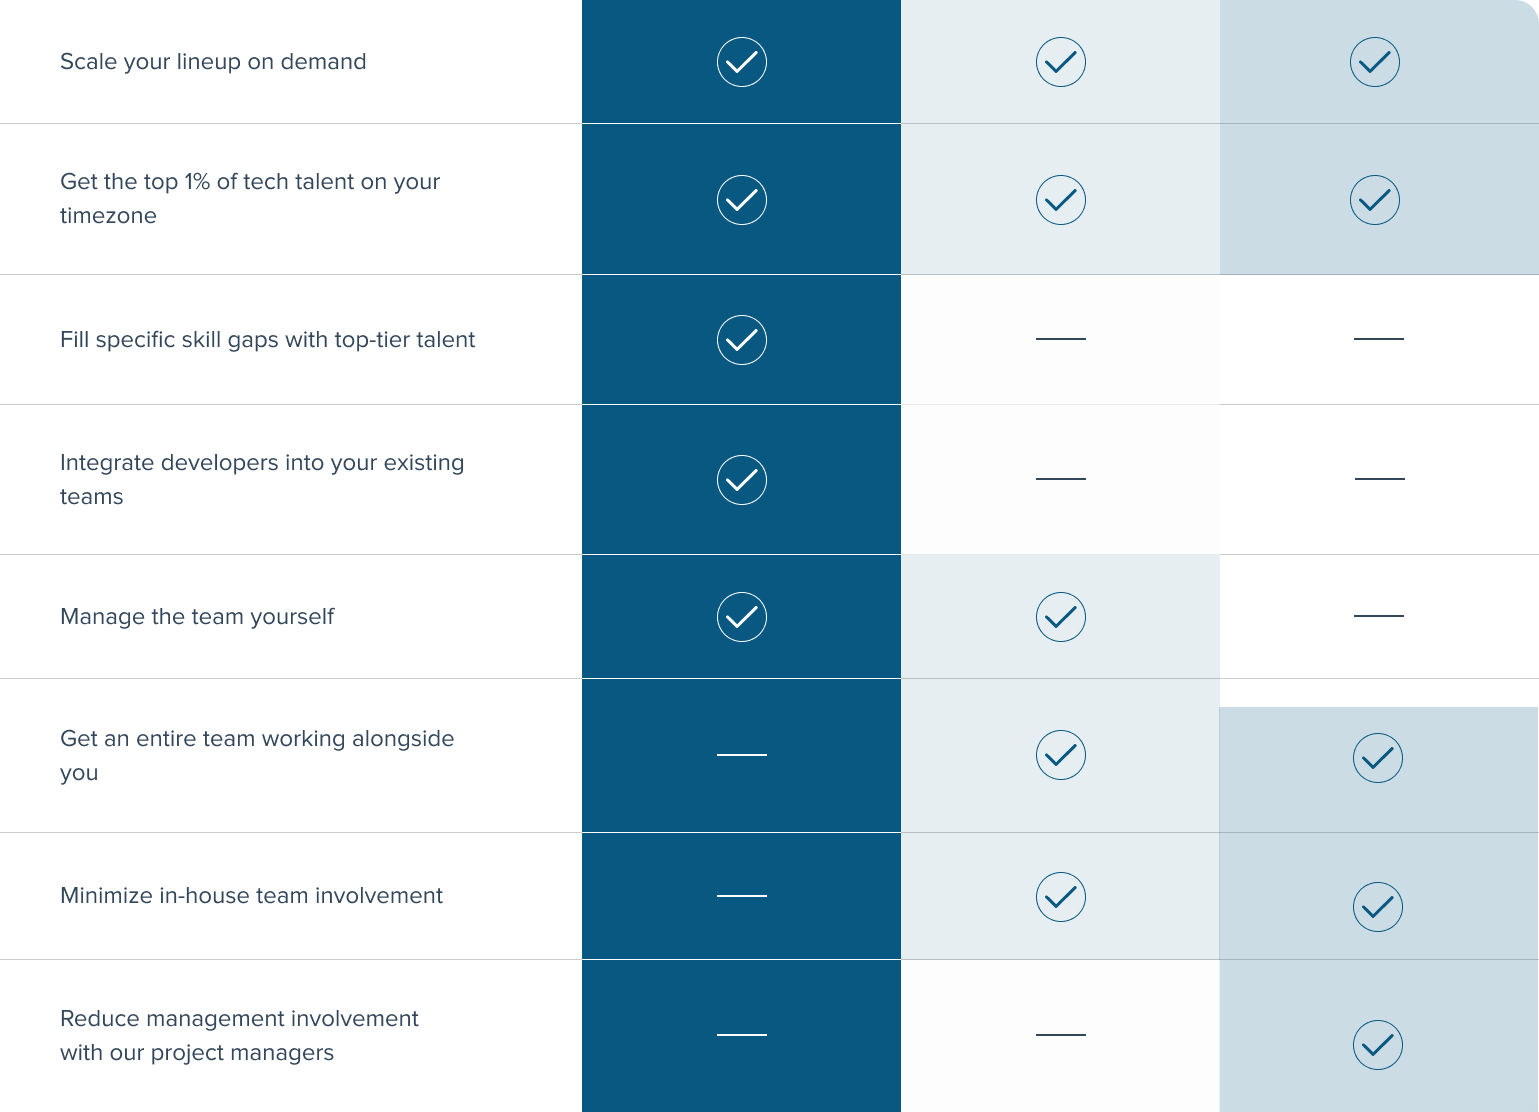 Scale your lineup on demand
Get the top 1% of tech talent on your
timezone
Fill specific skill gaps with top-tier talent
Integrate developers into your existing
teams
Manage the team yourself
Get an entire team working alongside
you
Minimize in-house team involvement
Reduce management involvement
with our project managers